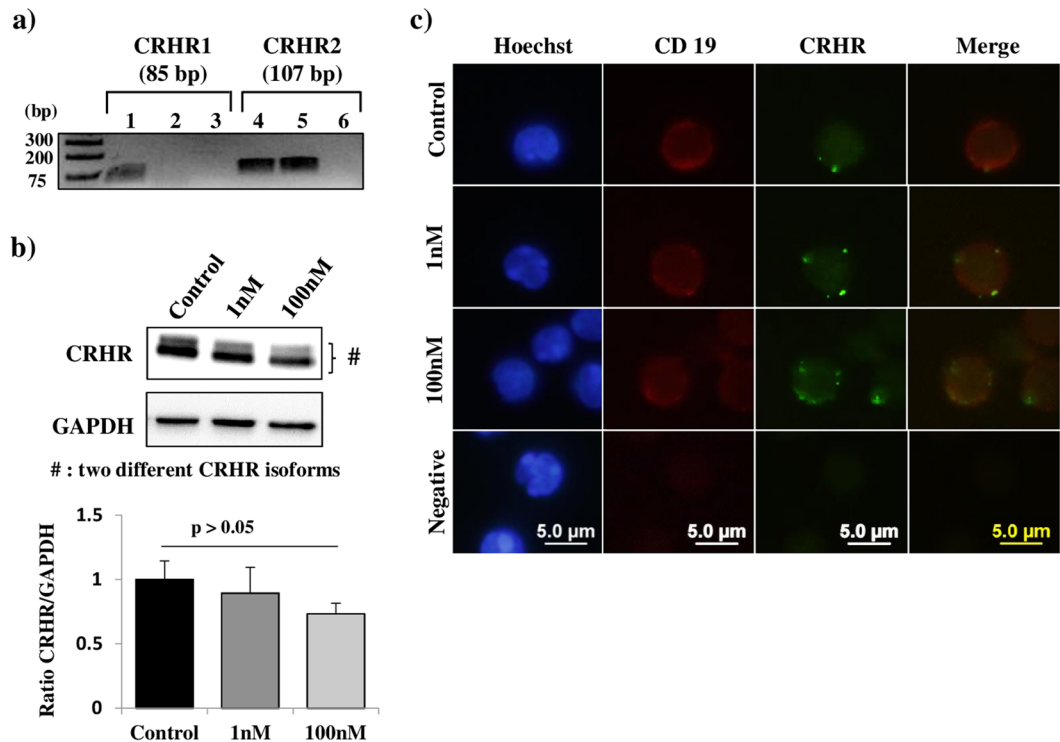 a)
CRHR1 CRHR2
(85 bp) (107 bp)
(bp) 1 2 3 4 5 6
300
200
75
b)
Control 1nM 100nM
CRHR #
GAPDH
# : two different CRHR isoforms
Ratio CRHR/GAPDH
1.5
p > 0.05
1
0.5
0
Control 1nM 100nM
c)
Hoechst CD 19 CRHR Merge
Control
1nM
100nM
Negative
5.0 µm 5.0 µm 5.0 µm 5.0 µm